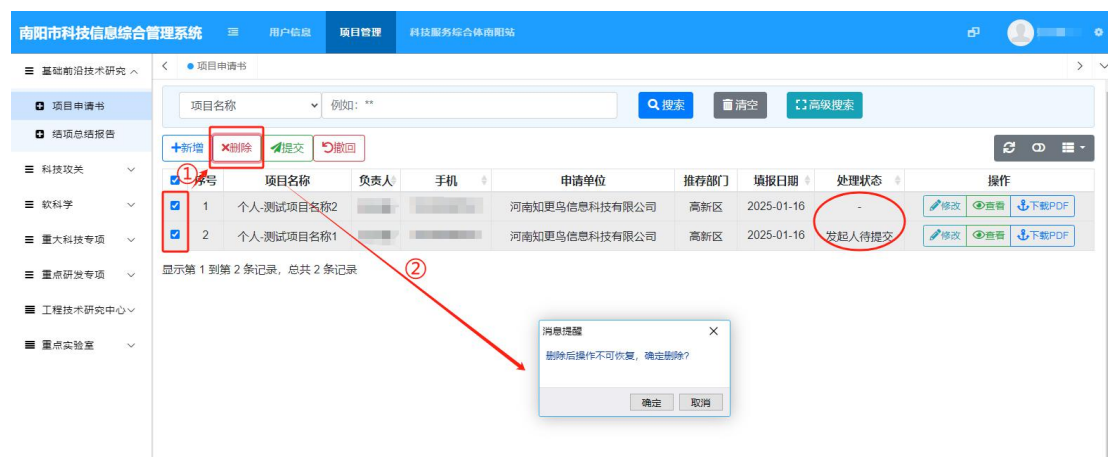 南阳市科技信息综合管理系统 用户信息 项目管理 科技服务综合体南阳站
基础前沿技术研究
项目申请书
结项总结报告
科技攻关
软科学
重大科技专项
重点研发专项
工程技术研究中心
重点实验室
项目申请书
项目名称 例如: ** 搜索 清空 高级搜索
新增 删除 提交 撤回
①
序号 项目名称 负责人 手机 申请单位 推荐部门 填报日期 处理状态 操作
1 个人-测试项目名称2 河南知更鸟信息科技有限公司 高新区 2025-01-16 - 修改 查看 下载PDF
2 个人-测试项目名称1 河南知更鸟信息科技有限公司 高新区 2025-01-16 发起人待提交 修改 查看 下载PDF
显示第 1 到第 2 条记录，总共 2 条记录
②
消息提醒
删除后操作不可恢复，确定删除?
确定 取消